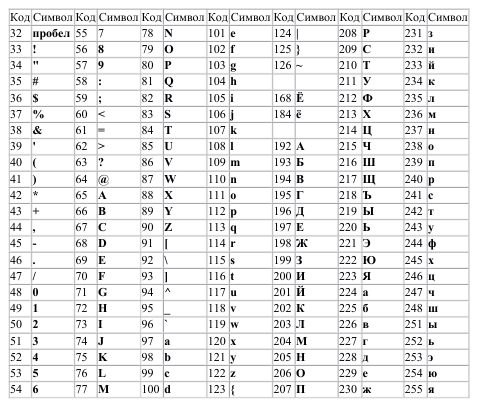 Код Символ Код Символ Код Символ Код Символ Код Символ Код Символ Код Символ
32 пробел 55 7 78 N 101 e 124 | 208 Р 231 з
33 ! 56 8 79 O 102 f 125 } 209 С 232 и
34 " 57 9 80 P 103 g 126 ~ 210 Т 233 й
35 # 58 : 81 Q 104 h 211 У 234 к
36 $ 59 ; 82 R 105 i 168 Ё 212 Ф 235 л
37 % 60 < 83 S 106 j 184 ё 213 Х 236 м
38 & 61 = 84 T 107 k 214 Ц 237 н
39 ' 62 > 85 U 108 l 192 А 215 Ч 238 о
40 ( 63 ? 86 V 109 m 193 Б 216 Ш 239 п
41 ) 64 @ 87 W 110 n 194 В 217 Щ 240 р
42 * 65 A 88 X 111 o 195 Г 218 Ъ 241 с
43 + 66 B 89 Y 112 p 196 Д 219 Ы 242 т
44 , 67 C 90 Z 113 q 197 Е 220 Ь 243 у
45 - 68 D 91 [ 114 r 198 Ж 221 Э 244 ф
46 . 69 E 92 \ 115 s 199 З 222 Ю 245 х
47 / 70 F 93 ] 116 t 200 И 223 Я 246 ц
48 0 71 G 94 ^ 117 u 201 Й 224 а 247 ч
49 1 72 H 95 _ 118 v 202 К 225 б 248 ш
50 2 73 I 96 ` 119 w 203 Л 226 в 251 ы
51 3 74 J 97 a 120 x 204 М 227 г 252 ь
52 4 75 K 98 b 121 y 205 Н 228 д 253 э
53 5 76 L 99 c 122 z 206 О 229 е 254 ю
54 6 77 M 100 d 123 { 207 П 230 ж 255 я